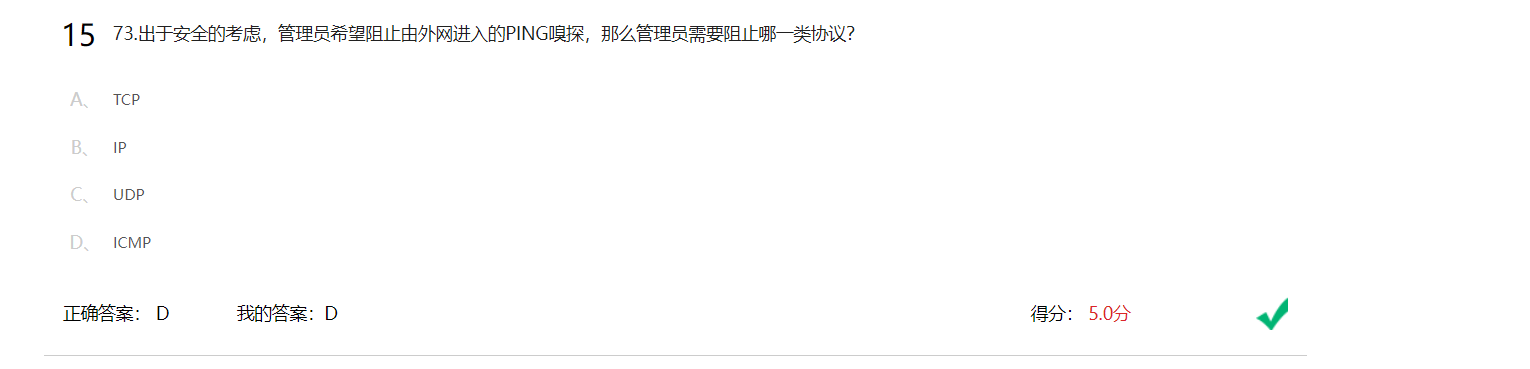 15 73.出于安全的考虑，管理员希望阻止由外网进入的PING嗅探，那么管理员需要阻止哪一类协议？
A、 TCP
B、 IP
C、 UDP
D、 ICMP
正确答案： D 我的答案：D 得分： 5.0分